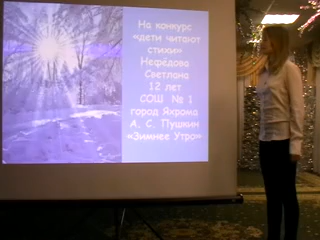 На конкурс
«дети читают
стихи»
Нефёдова
Светлана
12 лет
СОШ № 1
город Яхрома
А. С. Пушкин
«Зимнее Утро»